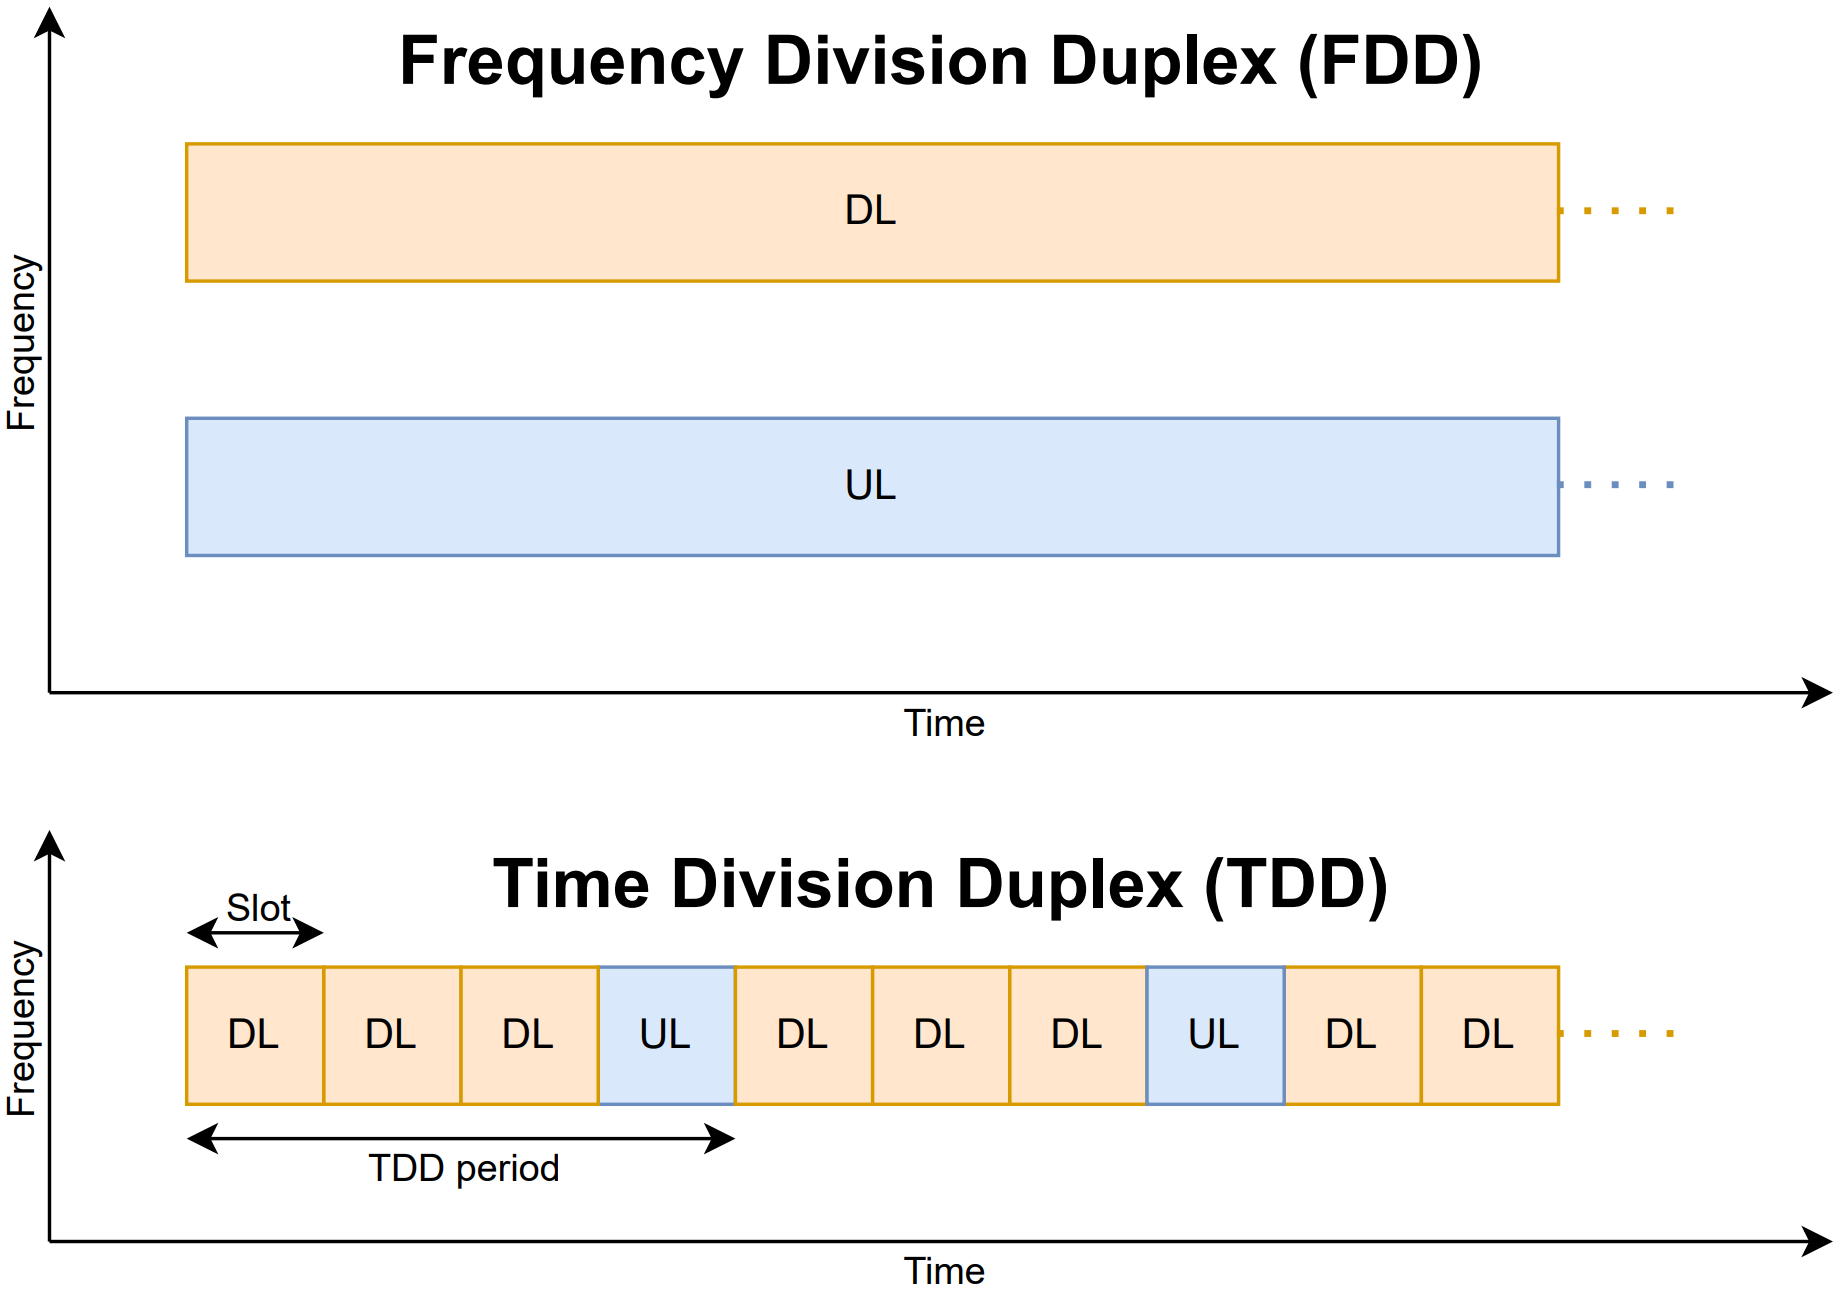 Frequency Division Duplex (FDD)
DL
Frequency
UL
Time
Time Division Duplex (TDD)
Slot
Frequency
DL DL DL UL DL DL DL UL DL DL
TDD period
Time